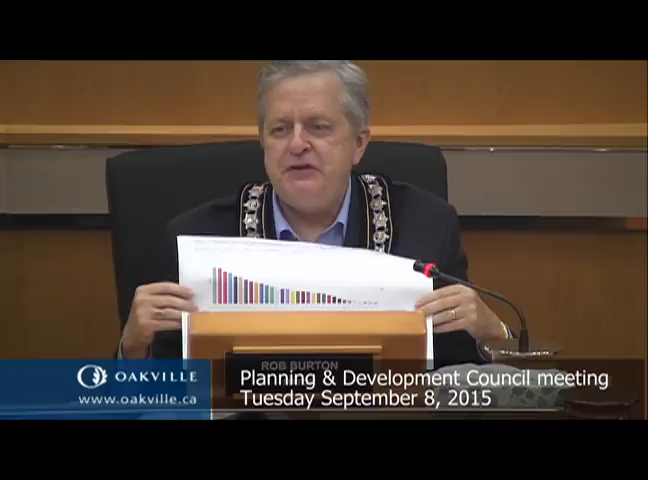 ROB BURTON
OAKVILLE
www.oakville.ca
Planning & Development Council meeting
Tuesday September 8, 2015